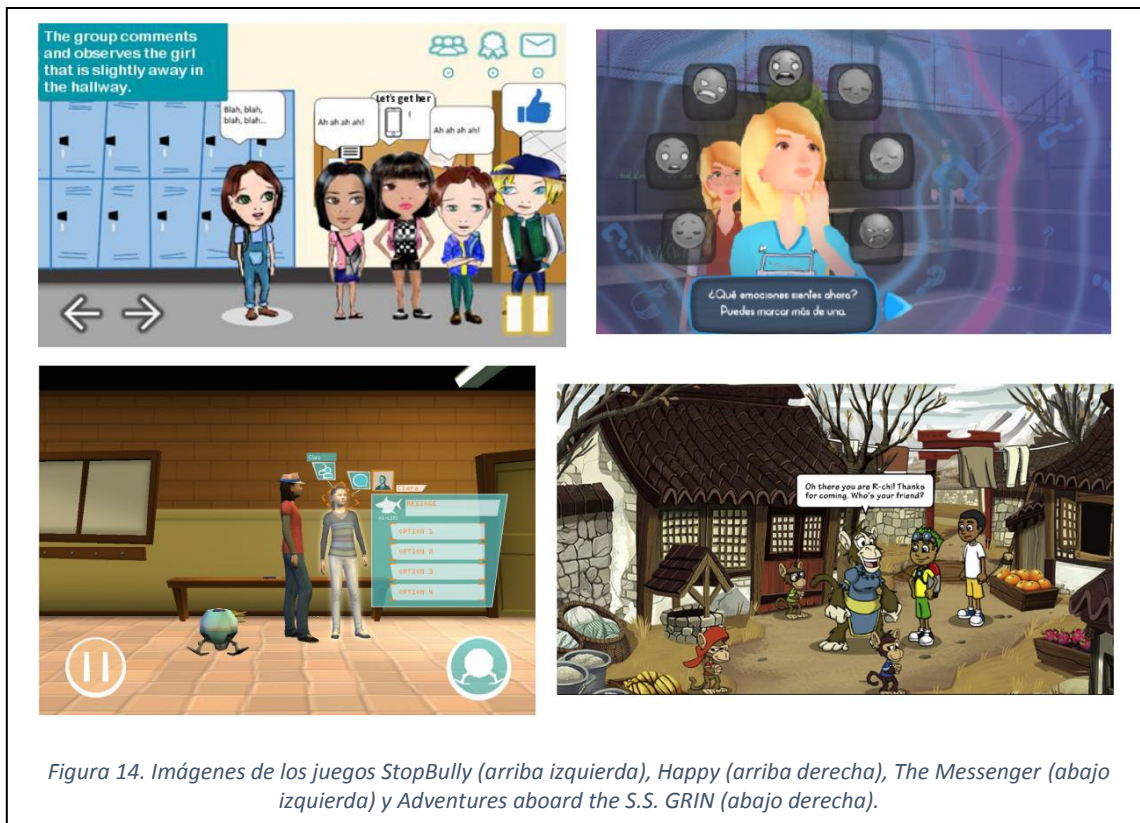 The group comments
and observes the girl
that is slightly away in
the hallway.
Blah, blah,
blah, blah...
Ah ah ah ah!
Let's get her
!
Ah ah ah ah!
¿Qué emociones sientes ahora?
Puedes marcar más de una.
Clara
MESSAGE
OPTION 1
OPTION 2
OPTION 3
OPTION 4
Oh there you are R-chi! Thanks
for coming. Who's your friend?
Figura 14. Imágenes de los juegos StopBully (arriba izquierda), Happy (arriba derecha), The Messenger (abajo
izquierda) y Adventures aboard the S.S. GRIN (abajo derecha).